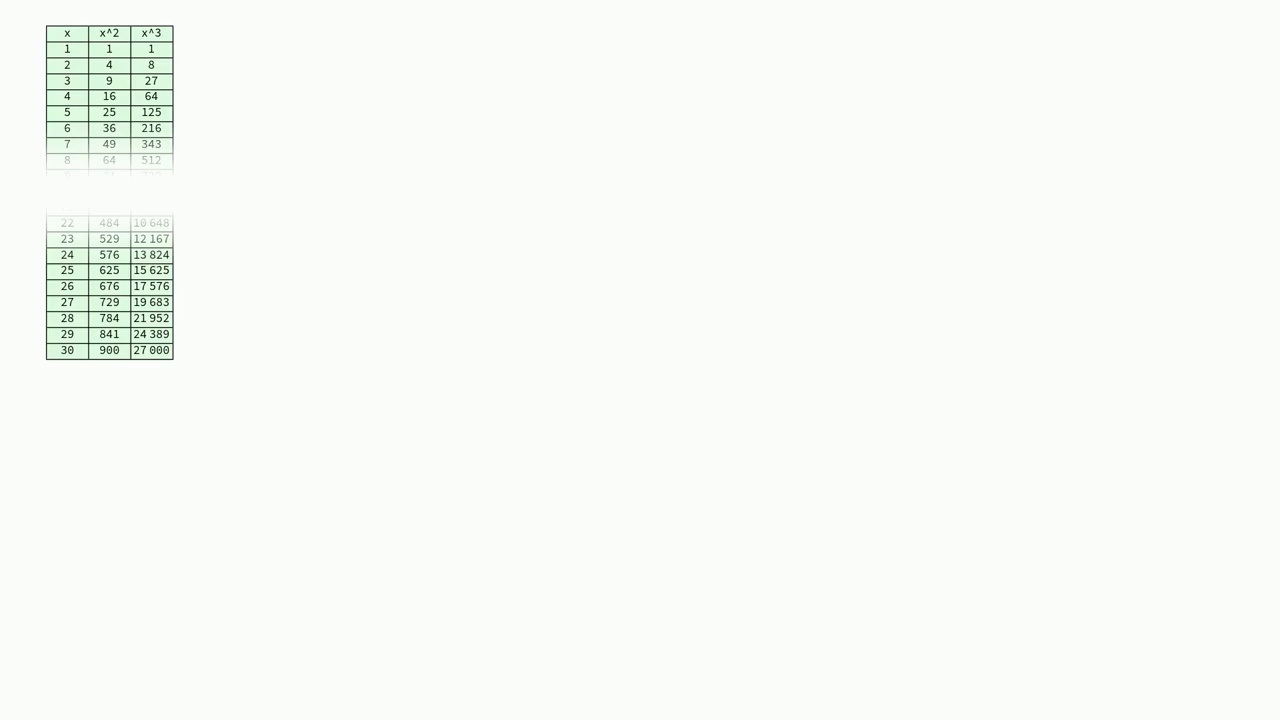 x x^2 x^3
1 1 1
2 4 8
3 9 27
4 16 64
5 25 125
6 36 216
7 49 343
8 64 512
22 484 10 648
23 529 12 167
24 576 13 824
25 625 15 625
26 676 17 576
27 729 19 683
28 784 21 952
29 841 24 389
30 900 27 000